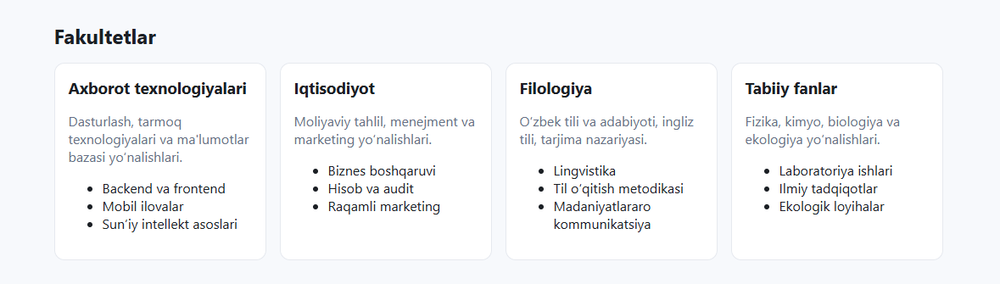 Fakultetlar
Axborot texnologiyalari
Dasturlash, tarmoq
texnologiyalari va ma'lumotlar
bazasi yo‘nalishlari.
• Backend va frontend
• Mobil ilovalar
• Sun’iy intellekt asoslari
Iqtisodiyot
Moliyaviy tahlil, menejment va
marketing yo‘nalishlari.
• Biznes boshqaruvi
• Hisob va audit
• Raqamli marketing
Filologiya
O‘zbek tili va adabiyoti, ingliz
tili, tarjima nazariyasi.
• Lingvistika
• Til o‘qitish metodikasi
• Madaniyatlararo
kommunikatsiya
Tabiiy fanlar
Fizika, kimyo, biologiya va
ekologiya yo‘nalishlari.
• Laboratoriya ishlari
• Ilmiy tadqiqotlar
• Ekologik loyihalar